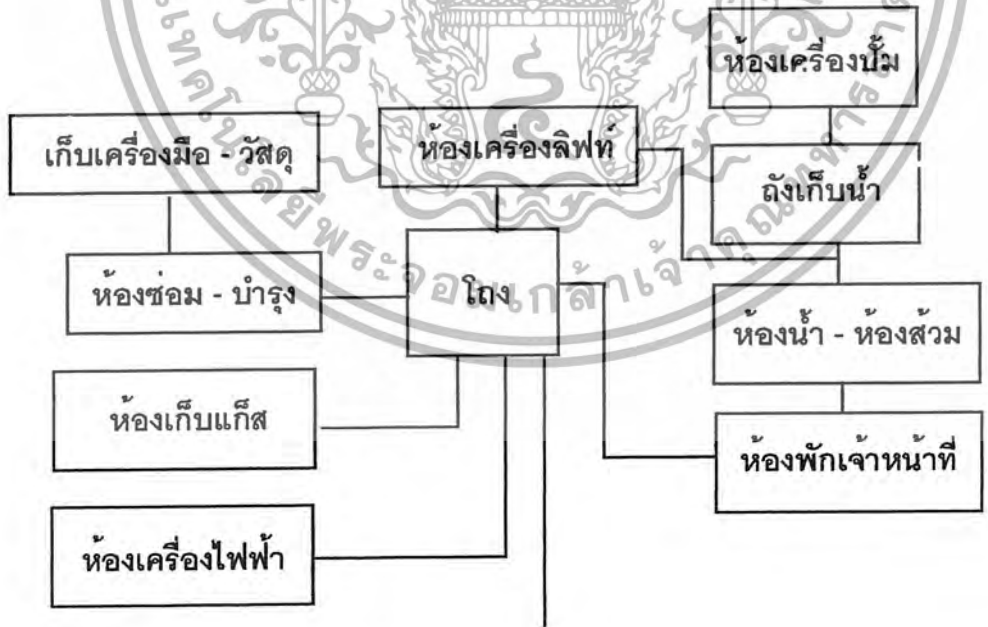 ห้องเครื่องปั๊ม
เก็บเครื่องมือ - วัสดุ
ห้องเครื่องลิฟท์
ถังเก็บน้ำ
ห้องซ่อม - บำรุง
โถง
ห้องน้ำ - ห้องส้วม
ห้องเก็บแก็ส
ห้องพักเจ้าหน้าที่
ห้องเครื่องไฟฟ้า